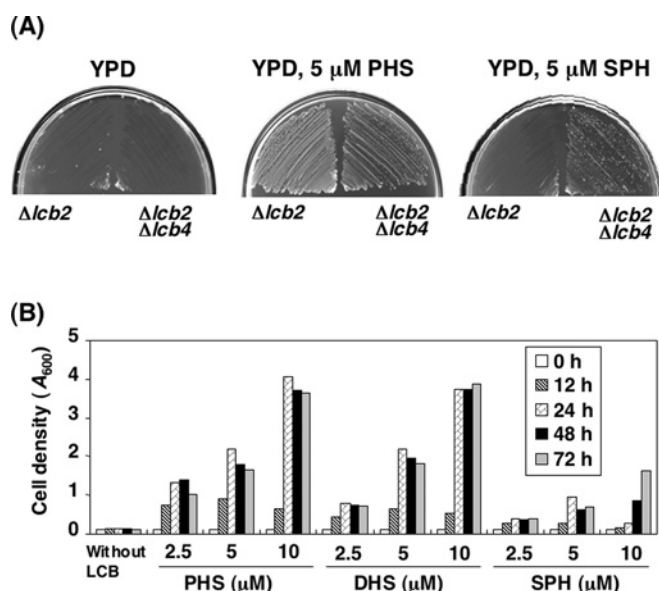 (A)
YPD
YPD, 5 μM PHS
YPD, 5 μM SPH
Δlcb2
Δlcb2
Δlcb4
Δlcb2
Δlcb2
Δlcb4
Δlcb2
Δlcb2
Δlcb4
(B)
Cell density (A600)
5
4
3
2
1
0
0 h
12 h
24 h
48 h
72 h
Without
LCB
2.5
5
10
2.5
5
10
2.5
5
10
PHS (μM)
DHS (μM)
SPH (μM)